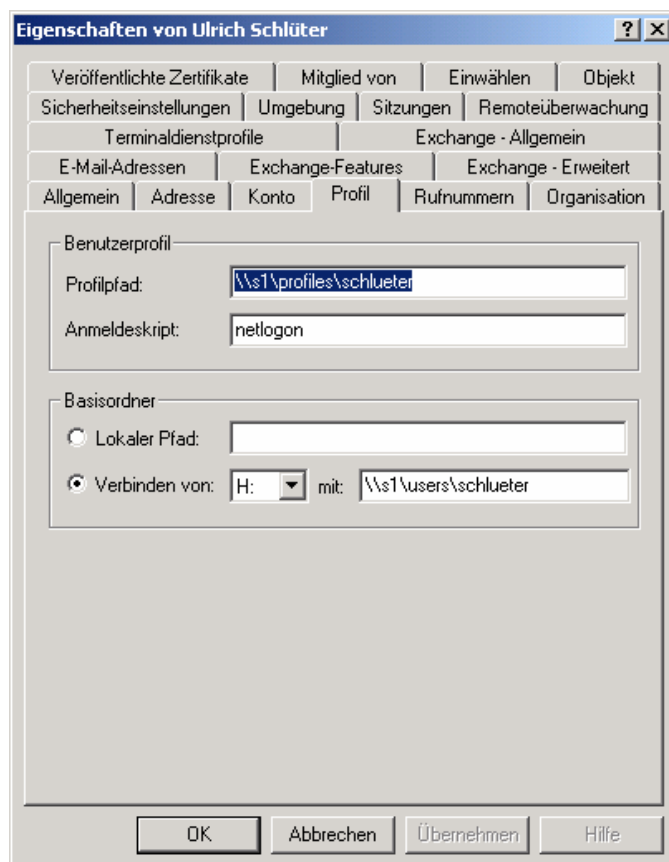 Eigenschaften von Ulrich Schlüter
Veröffentlichte Zertifikate Mitglied von Einwählen Objekt
Sicherheitseinstellungen Umgebung Sitzungen Remoteüberwachung
Terminaldienstprofile Exchange - Allgemein
E-Mail-Adressen Exchange-Features Exchange - Erweitert
Allgemein Adresse Konto Profil Rufnummern Organisation
Benutzerprofil
Profilpfad: \\s1\profiles\schlueter
Anmeldeskript: netlogon
Basisordner
Lokaler Pfad:
Verbinden von: H: mit: \\s1\users\schlueter
OK Abbrechen Übernehmen Hilfe